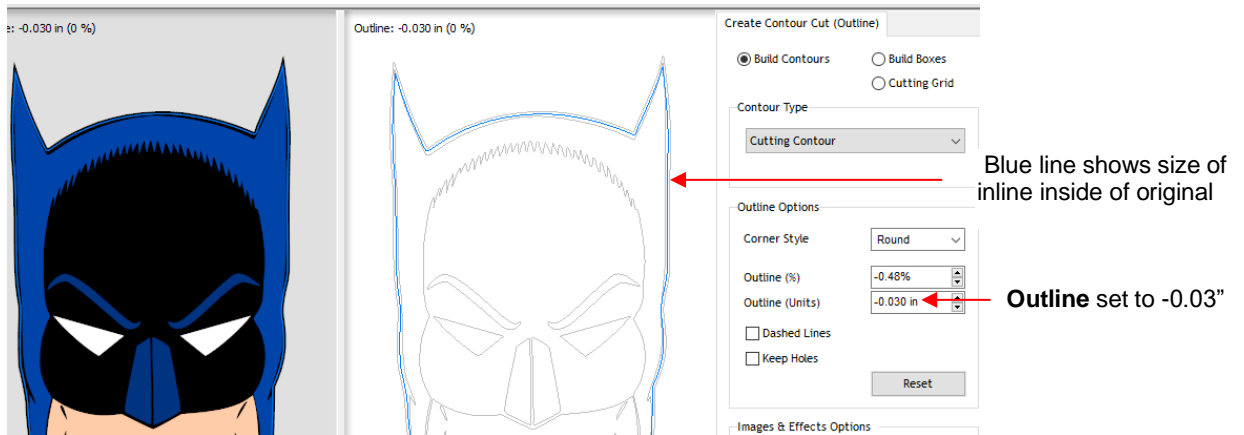 e: -0.030 in (0 %)
Outline: -0.030 in (0 %)
Create Contour Cut (Outline)
Build Contours
Build Boxes
Cutting Grid
Contour Type
Cutting Contour
Blue line shows size of
inline inside of original
Outline Options
Corner Style
Round
Outline (%)
-0.48%
Outline (Units)
-0.030 in
Outline set to -0.03”
Dashed Lines
Keep Holes
Reset
Images & Effects Options